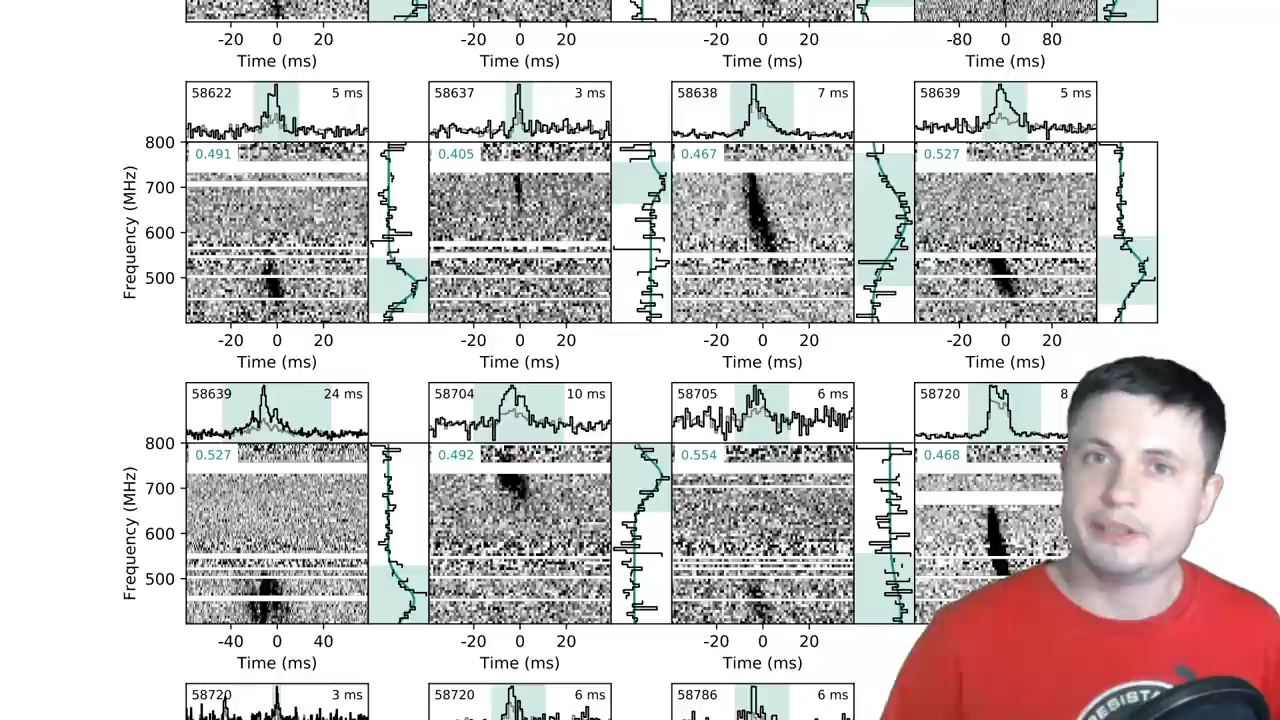 -20 0 20 -20 0 20 -20 0 20 -80 0 80
Time (ms) Time (ms) Time (ms) Time (ms)
58622 5 ms 58637 3 ms 58638 7 ms 58639 5 ms
800
0.491 0.405 0.467 0.527
700
600
500
Frequency (MHz)
-20 0 20 -20 0 20 -20 0 20 -20 0 20
Time (ms) Time (ms) Time (ms) Time (ms)
58639 24 ms 58704 10 ms 58705 6 ms 58720 8
800
0.527 0.492 0.554 0.468
700
600
500
Frequency (MHz)
-40 0 40 -20 0 20 -20 0 20
Time (ms) Time (ms) Time (ms)
58720 3 ms 58720 6 ms 58786 6 ms